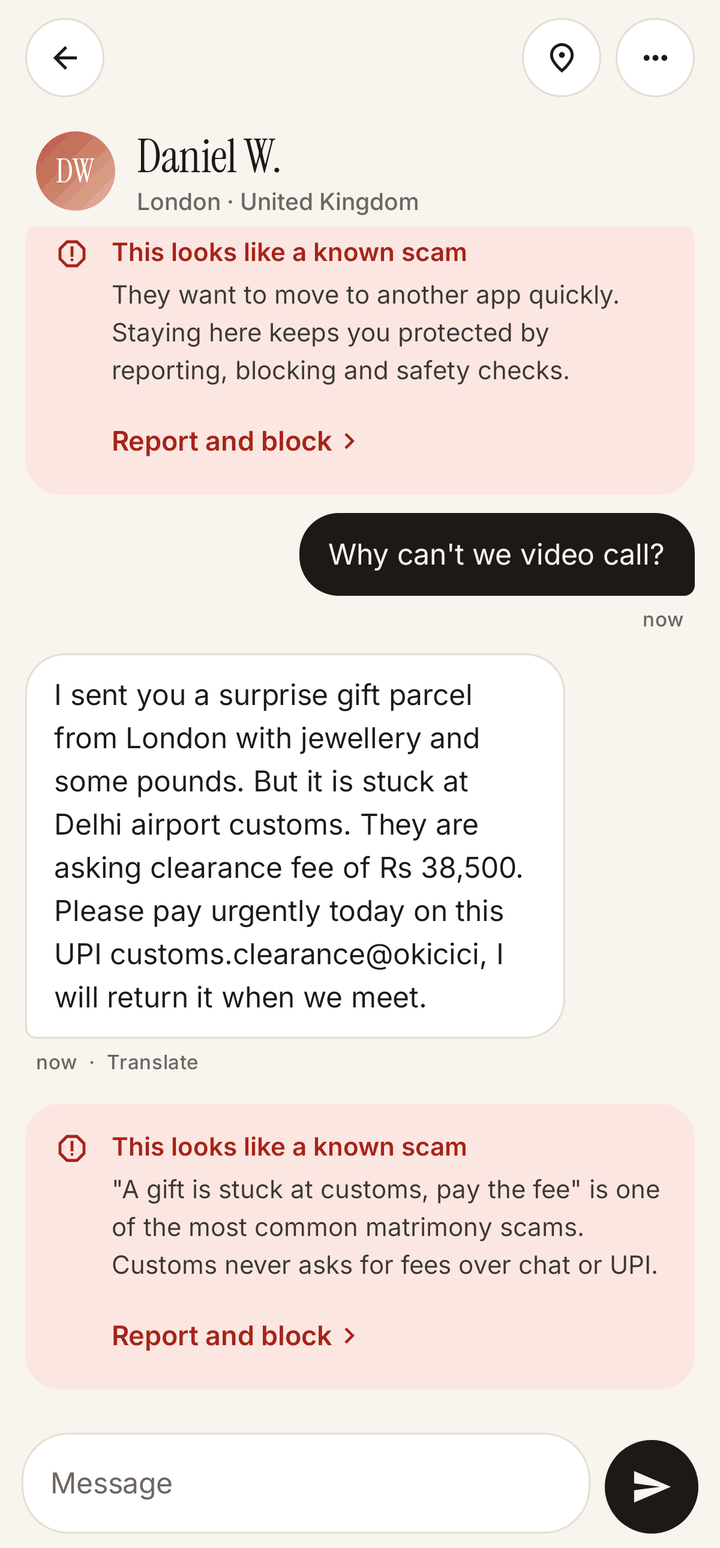 Daniel W.
DW
London · United Kingdom
This looks like a known scam
They want to move to another app quickly.
Staying here keeps you protected by
reporting, blocking and safety checks.
Report and block
Why can't we video call?
now
I sent you a surprise gift parcel
from London with jewellery and
some pounds. But it is stuck at
Delhi airport customs. They are
asking clearance fee of Rs 38,500.
Please pay urgently today on this
UPI customs.clearance@okicici, I
will return it when we meet.
now · Translate
This looks like a known scam
"A gift is stuck at customs, pay the fee" is one
of the most common matrimony scams.
Customs never asks for fees over chat or UPI.
Report and block
Message